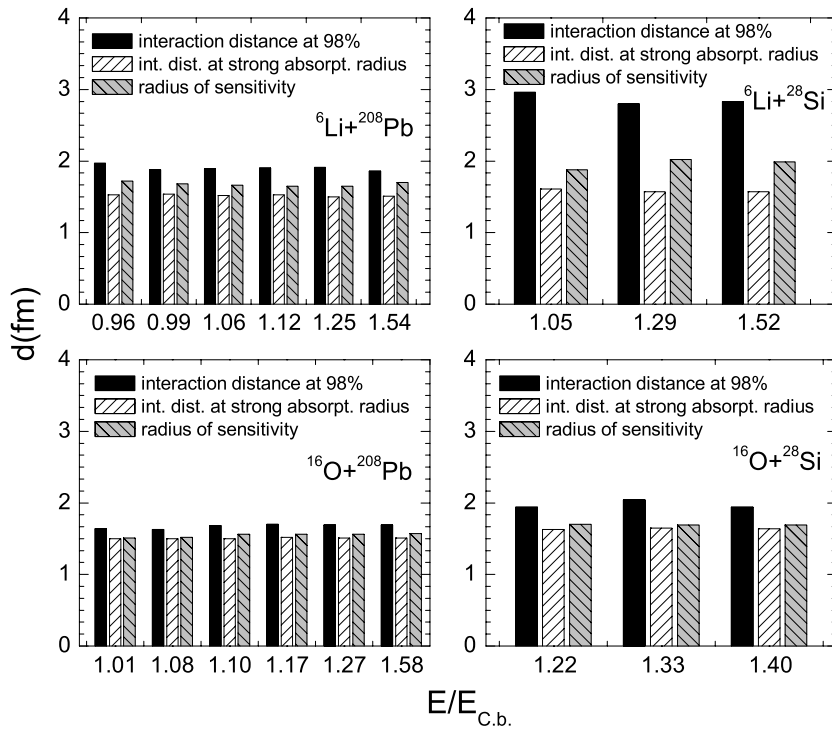 d(fm)
4
3
2
1
0
interaction distance at 98%
int. dist. at strong absorpt. radius
radius of sensitivity
⁶Li+²⁰⁸Pb
0.96 0.99 1.06 1.12 1.25 1.54
4
3
2
1
0
interaction distance at 98%
int. dist. at strong absorpt. radius
radius of sensitivity
⁶Li+²⁸Si
1.05 1.29 1.52
4
3
2
1
0
interaction distance at 98%
int. dist. at strong absorpt. radius
radius of sensitivity
¹⁶O+²⁰⁸Pb
1.01 1.08 1.10 1.17 1.27 1.58
4
3
2
1
0
interaction distance at 98%
int. dist. at strong absorpt. radius
radius of sensitivity
¹⁶O+²⁸Si
1.22 1.33 1.40
E/E_C.b.